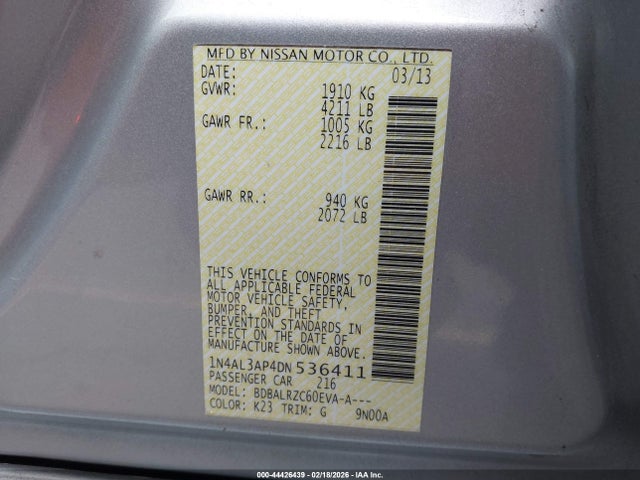 MFD BY NISSAN MOTOR CO., LTD.
DATE: 03/13
GVWR: 1910 KG
4211 LB
GAWR FR.: 1005 KG
2216 LB
GAWR RR.: 940 KG
2072 LB
THIS VEHICLE CONFORMS TO
ALL APPLICABLE FEDERAL
MOTOR VEHICLE SAFETY,
BUMPER, AND THEFT
PREVENTION STANDARDS IN
EFFECT ON THE DATE OF
MANUFACTURE SHOWN ABOVE.
1N4AL3AP4DN 536411
PASSENGER CAR 216
MODEL: BDBALRZC60EVA-A---
COLOR: K23 TRIM: G 9N00A
000-44426439 - 02/18/2026 - IAAI Inc.